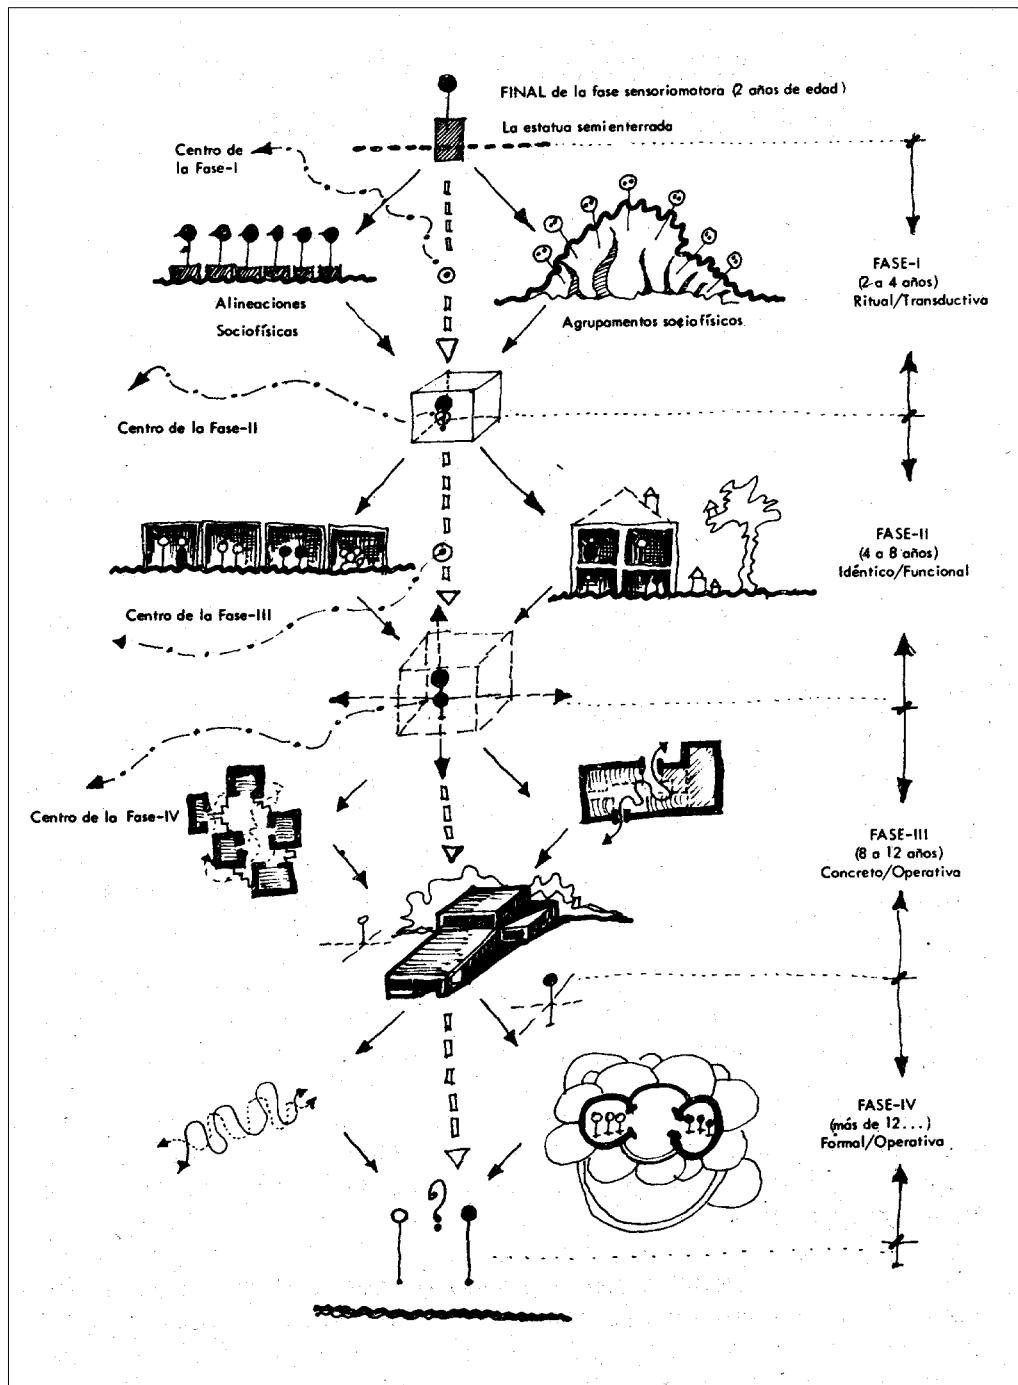 FINAL de la fase sensoriomotora (2 años de edad)
La estatua semienterrada
Centro de
la Fase-I
Alineaciones
Sociofísicas
Agrupamentos sociofísicos
FASE-I
(2 a 4 años)
Ritual/Transductiva
Centro de la Fase-II
FASE-II
(4 a 8 años)
Idéntico/Funcional
Centro de la Fase-III
Centro de la Fase-IV
FASE-III
(8 a 12 años)
Concreto/Operativa
FASE-IV
(más de 12...)
Formal/Operativa
?